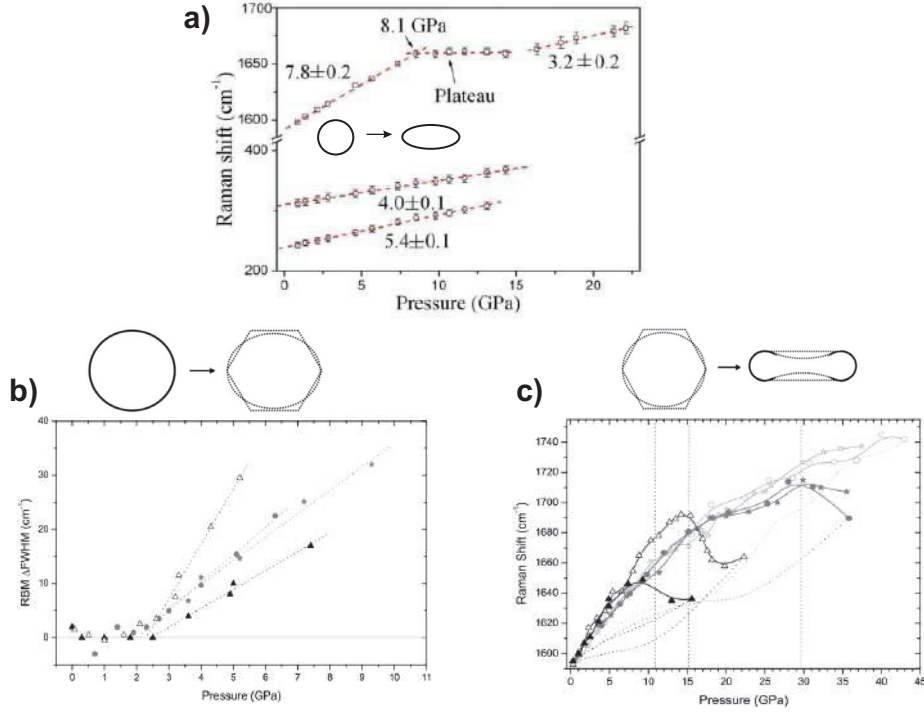 a)
8.1 GPa
7.8±0.2
Plateau
3.2±0.2
4.0±0.1
5.4±0.1
Raman shift (cm⁻¹)
1700
1650
1600
400
200
0 5 10 15 20
Pressure (GPa)
b)
RBM ΔFWHM (cm⁻¹)
40
30
20
10
0
0 1 2 3 4 5 6 7 8 9 10 11
Pressure (GPa)
c)
Raman Shift (cm⁻¹)
1740
1720
1700
1680
1660
1640
1620
1600
0 5 10 15 20 25 30 35 40 45
Pressure (GPa)